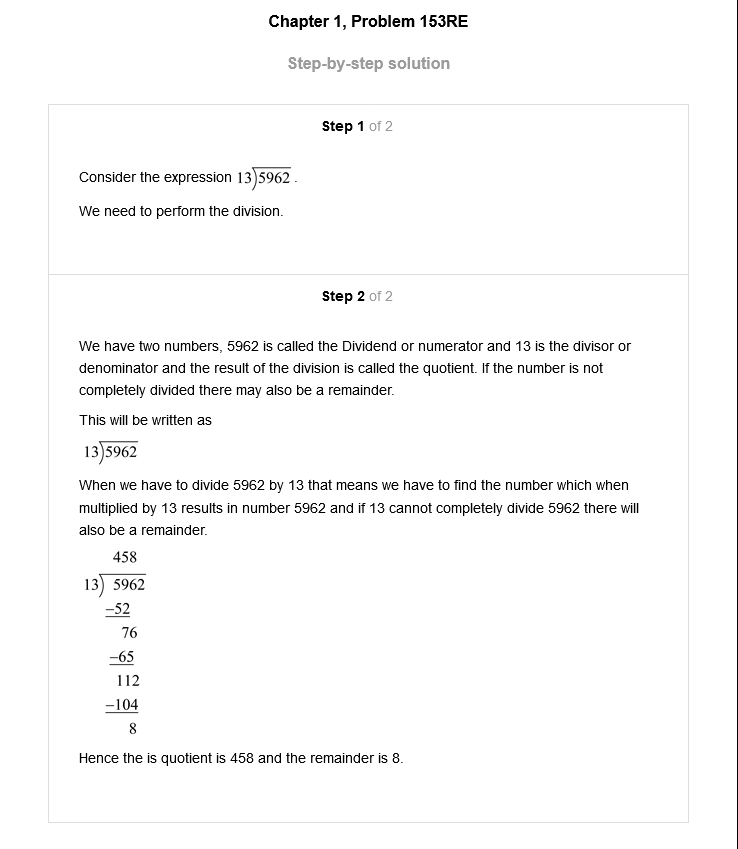 Chapter 1, Problem 153RE
Step-by-step solution
Step 1 of 2
Consider the expression 13)5962 .
We need to perform the division.
Step 2 of 2
We have two numbers, 5962 is called the Dividend or numerator and 13 is the divisor or
denominator and the result of the division is called the quotient. If the number is not
completely divided there may also be a remainder.
This will be written as
13)5962
When we have to divide 5962 by 13 that means we have to find the number which when
multiplied by 13 results in number 5962 and if 13 cannot completely divide 5962 there will
also be a remainder.
458
13) 5962
−52
76
−65
112
−104
8
Hence the is quotient is 458 and the remainder is 8.